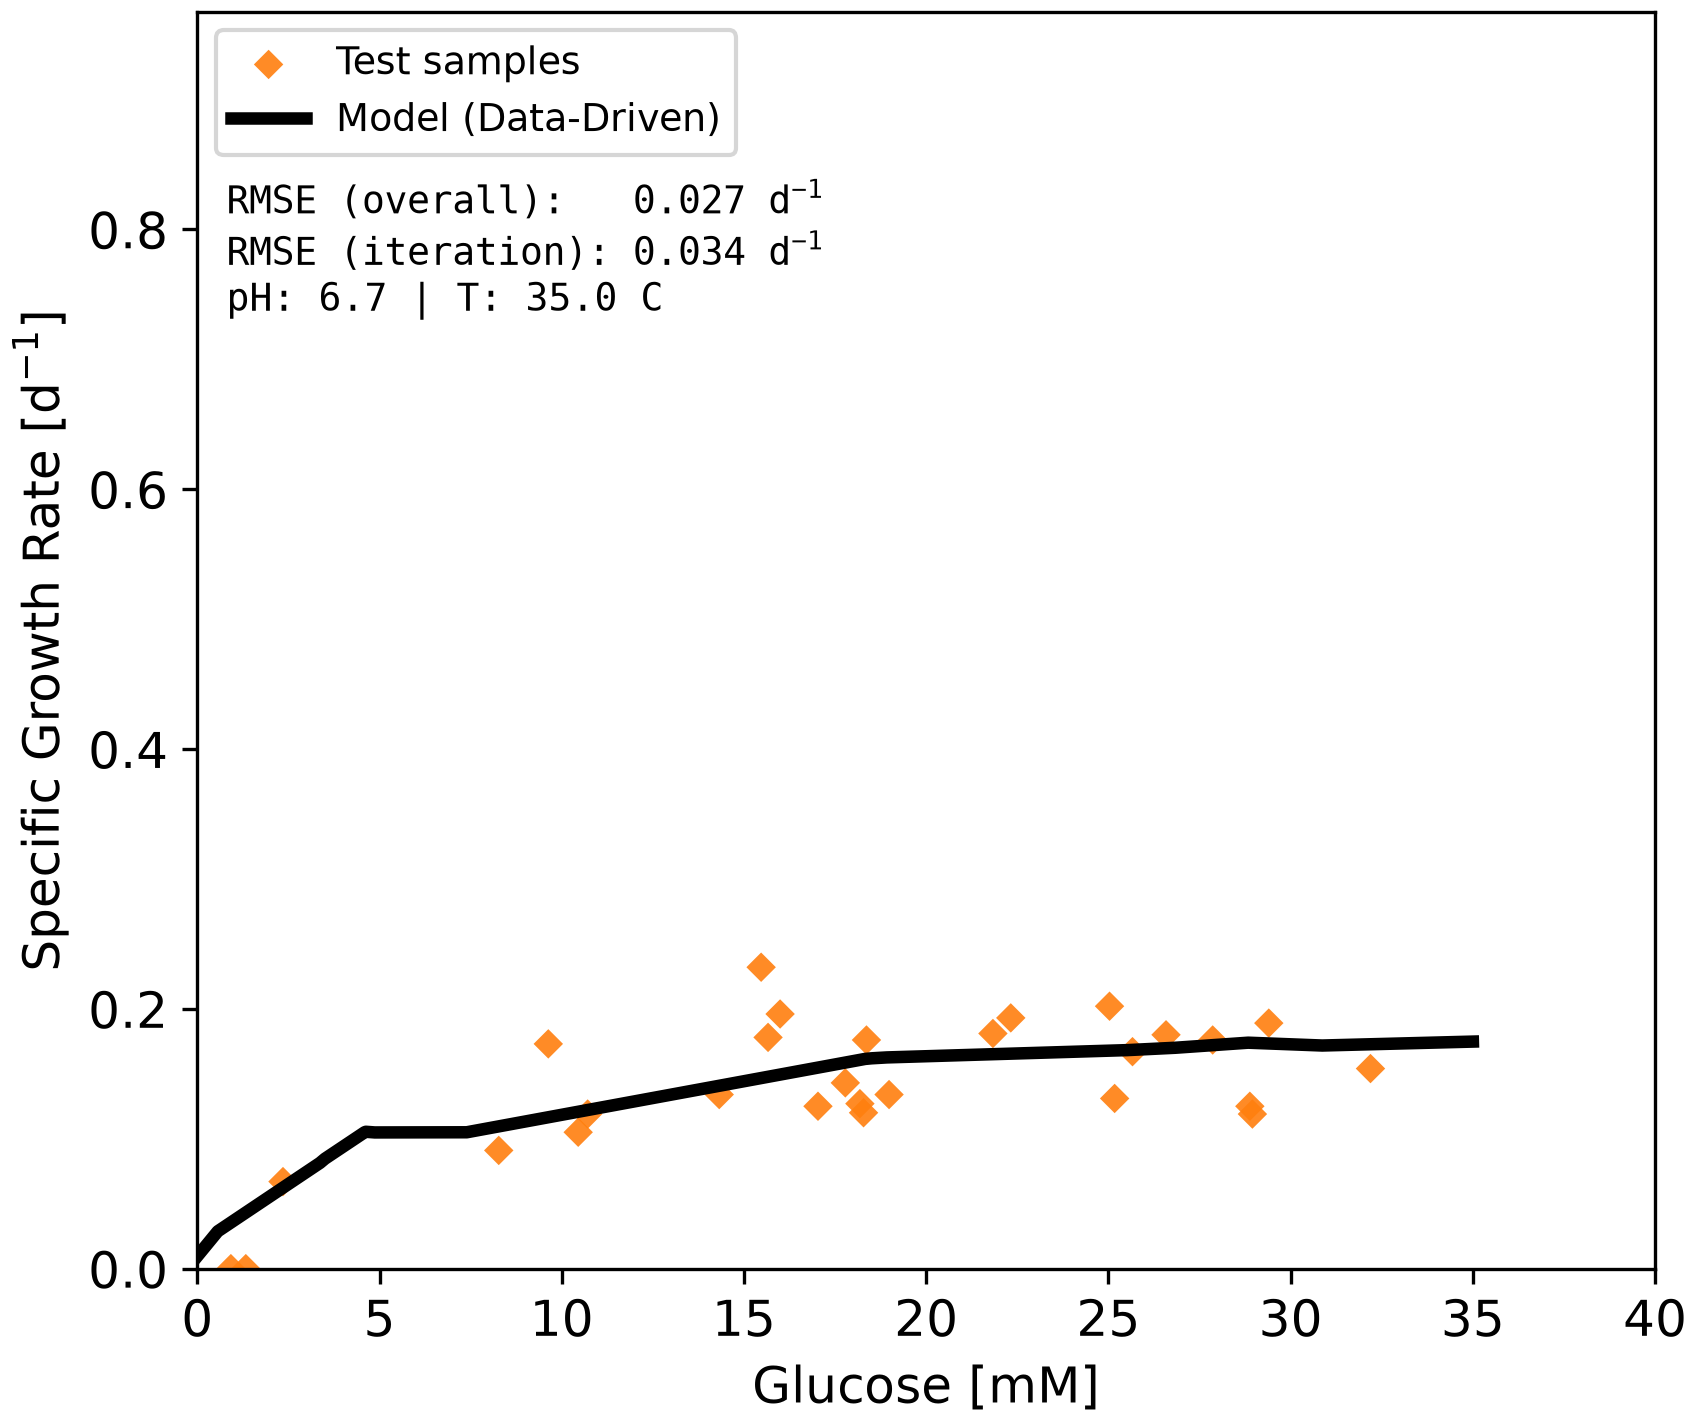 Test samples
Model (Data-Driven)
RMSE (overall):   0.027 d⁻¹
RMSE (iteration): 0.034 d⁻¹
pH: 6.7 | T: 35.0 C
Specific Growth Rate [d⁻¹]
0.8
0.6
0.4
0.2
0.0
0 5 10 15 20 25 30 35 40
Glucose [mM]